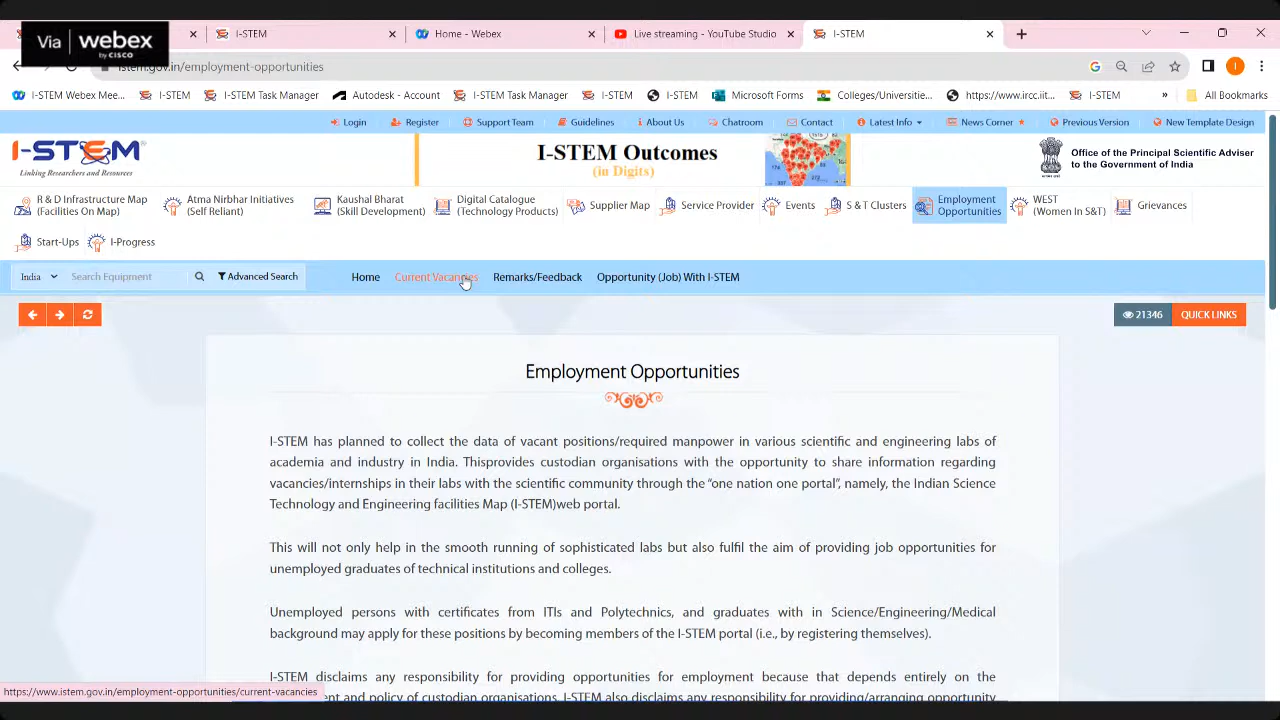 Via webex
by CISCO
I-STEM
Home - Webex
Live streaming - YouTube Studio
I-STEM
istem.gov.in/employment-opportunities
I-STEM Webex Mee...
I-STEM
I-STEM Task Manager
Autodesk - Account
I-STEM Task Manager
I-STEM
I-STEM
Microsoft Forms
Colleges/Universitie...
https://www.ircc.iit...
I-STEM
»
All Bookmarks
Login
Register
Support Team
Guidelines
About Us
Chatroom
Contact
Latest Info
News Corner
Previous Version
New Template Design
I-STEM
Linking Researchers and Resources
I-STEM Outcomes
(in Digits)
Office of the Principal Scientific Adviser
to the Government of India
R & D Infrastructure Map
(Facilities On Map)
Atma Nirbhar Initiatives
(Self Reliant)
Kaushal Bharat
(Skill Development)
Digital Catalogue
(Technology Products)
Supplier Map
Service Provider
Events
S & T Clusters
Employment
Opportunities
WEST
(Women In S&T)
Grievances
Start-Ups
I-Progress
India
Search Equipment
Advanced Search
Home
Current Vacancies
Remarks/Feedback
Opportunity (Job) With I-STEM
21346
QUICK LINKS
Employment Opportunities
I-STEM has planned to collect the data of vacant positions/required manpower in various scientific and engineering labs of
academia and industry in India. Thisprovides custodian organisations with the opportunity to share information regarding
vacancies/internships in their labs with the scientific community through the “one nation one portal”, namely, the Indian Science
Technology and Engineering facilities Map (I-STEM)web portal.
This will not only help in the smooth running of sophisticated labs but also fulfil the aim of providing job opportunities for
unemployed graduates of technical institutions and colleges.
Unemployed persons with certificates from ITIs and Polytechnics, and graduates with in Science/Engineering/Medical
background may apply for these positions by becoming members of the I-STEM portal (i.e., by registering themselves).
I-STEM disclaims any responsibility for providing opportunities for employment because that depends entirely on the
and policy of custodian organisations. I-STEM also disclaims any responsibility for providing/arranging opportunity
https://www.istem.gov.in/employment-opportunities/current-vacancies